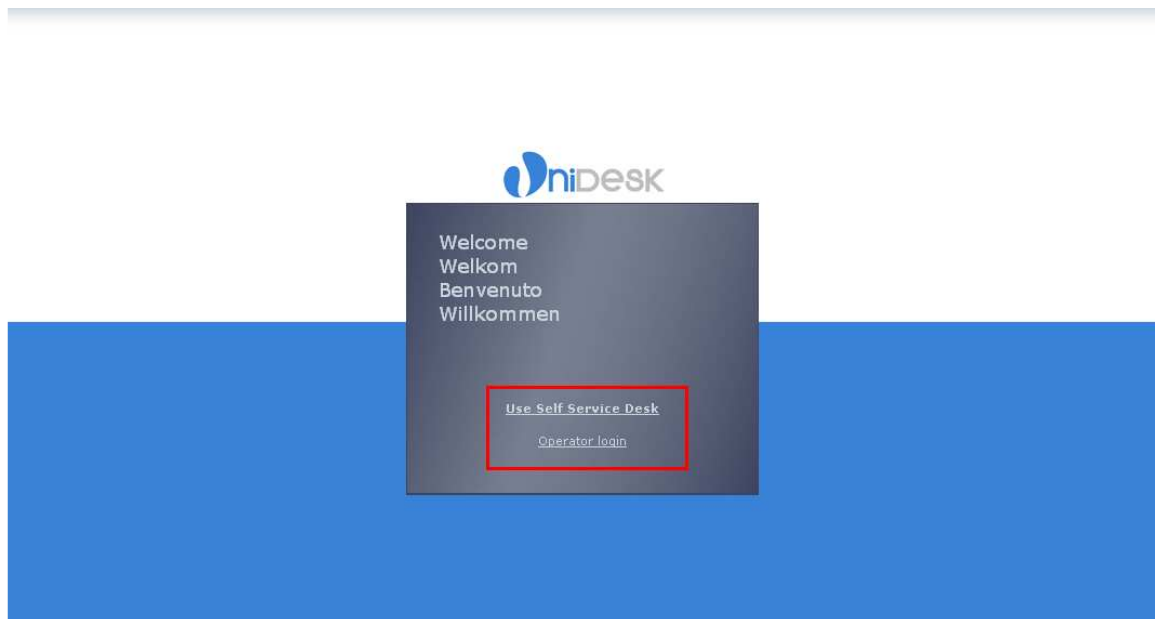 UniDesk
Welcome
Welkom
Benvenuto
Willkommen
Use Self Service Desk
Operator login